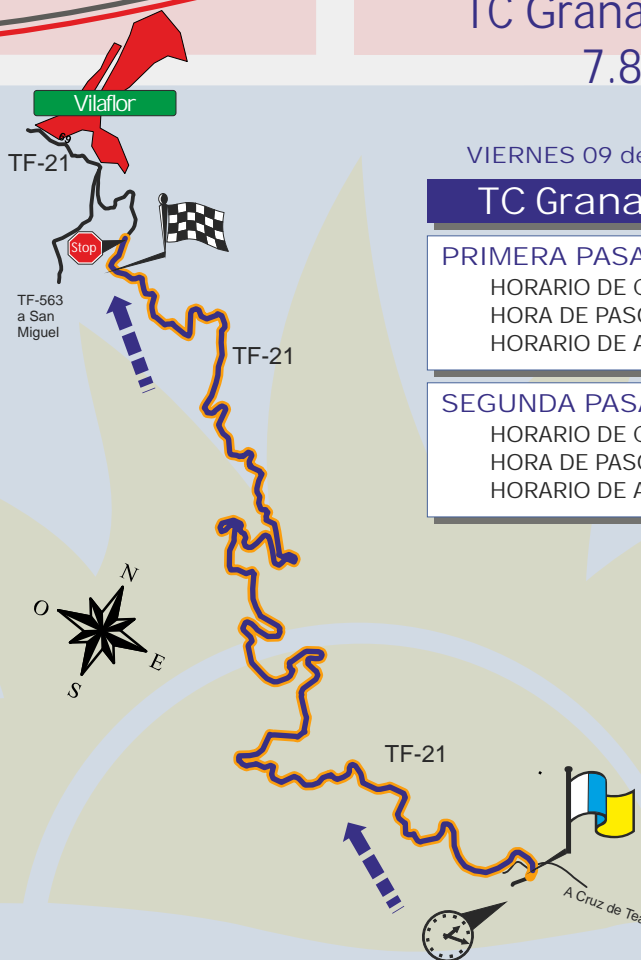 TC Grana
7.8
Vilaflor
TF-21
VIERNES 09 de
TC Grana
PRIMERA PASA
HORARIO DE
HORA DE PASO
HORARIO DE A
Stop
TF-563
a San
Miguel
TF-21
SEGUNDA PASA
HORARIO DE
HORA DE PASO
HORARIO DE A
N
O
E
S
TF-21
A Cruz de Tea